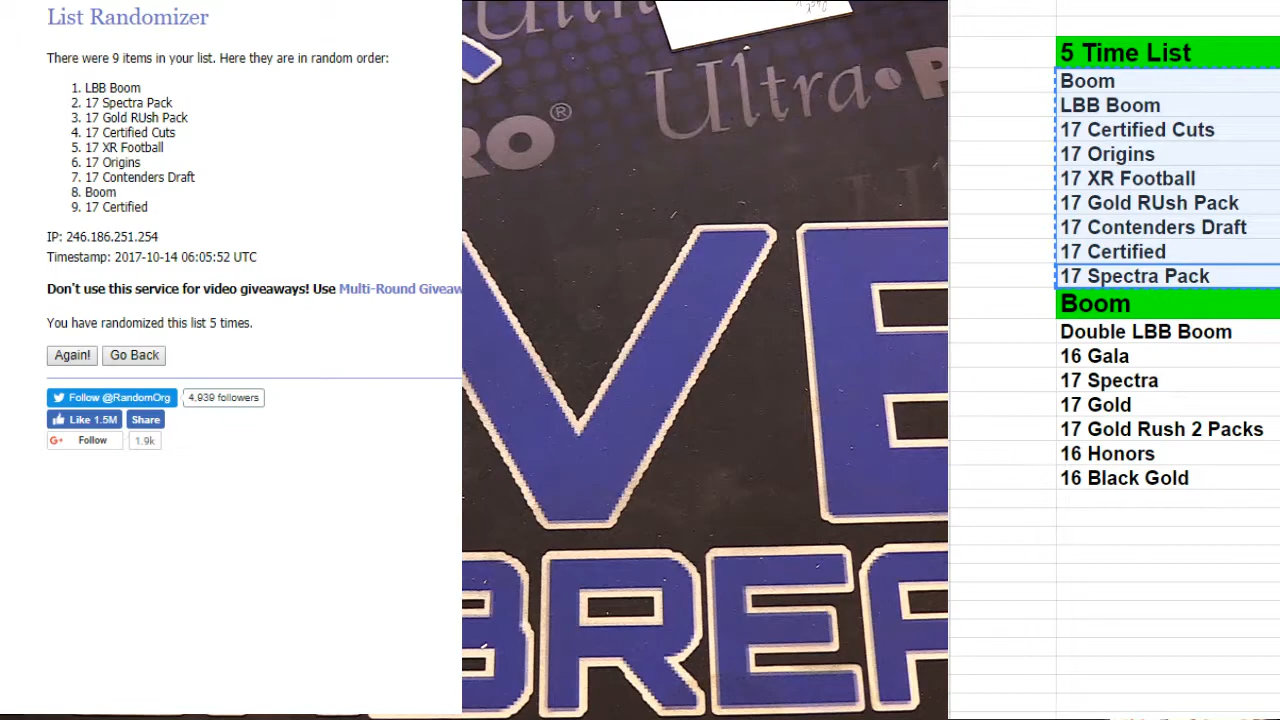 List Randomizer
There were 9 items in your list. Here they are in random order:
1. LBB Boom
2. 17 Spectra Pack
3. 17 Gold RUsh Pack
4. 17 Certified Cuts
5. 17 XR Football
6. 17 Origins
7. 17 Contenders Draft
8. Boom
9. 17 Certified
IP: 246.186.251.254
Timestamp: 2017-10-14 06:05:52 UTC
Don't use this service for video giveaways! Use Multi-Round Giveaw
You have randomized this list 5 times.
Again! Go Back
Follow @RandomOrg 4,939 followers
Like 1.5M Share
G+ Follow 1.9k
Ultra
Ultra•P
RO®
VE
BREA
5 Time List
Boom
LBB Boom
17 Certified Cuts
17 Origins
17 XR Football
17 Gold RUsh Pack
17 Contenders Draft
17 Certified
17 Spectra Pack
Boom
Double LBB Boom
16 Gala
17 Spectra
17 Gold
17 Gold Rush 2 Packs
16 Honors
16 Black Gold